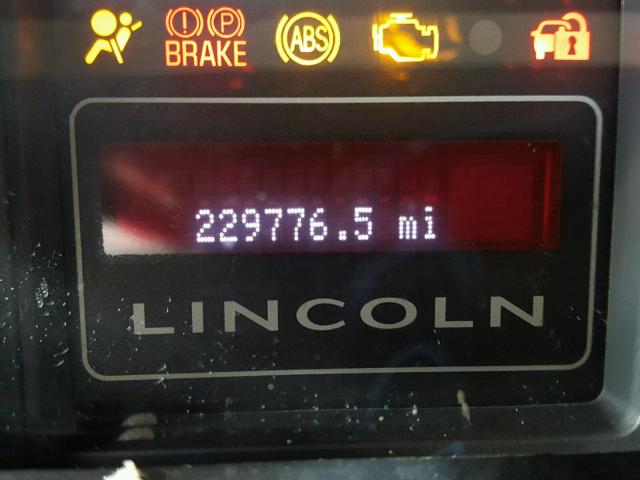 (!) (P) (ABS)
BRAKE
229776.5 mi
LINCOLN